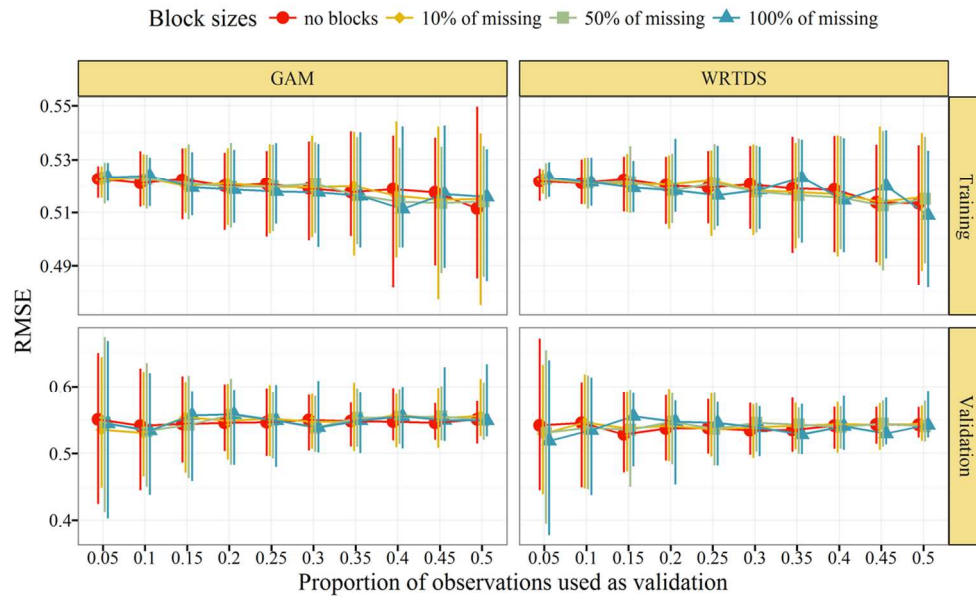 Block sizes no blocks 10% of missing 50% of missing 100% of missing
GAM WRTDS
0.55
0.53
0.51
0.49
Training
RMSE
0.6
0.5
0.4
Validation
0.05 0.1 0.15 0.2 0.25 0.3 0.35 0.4 0.45 0.5 0.05 0.1 0.15 0.2 0.25 0.3 0.35 0.4 0.45 0.5
Proportion of observations used as validation